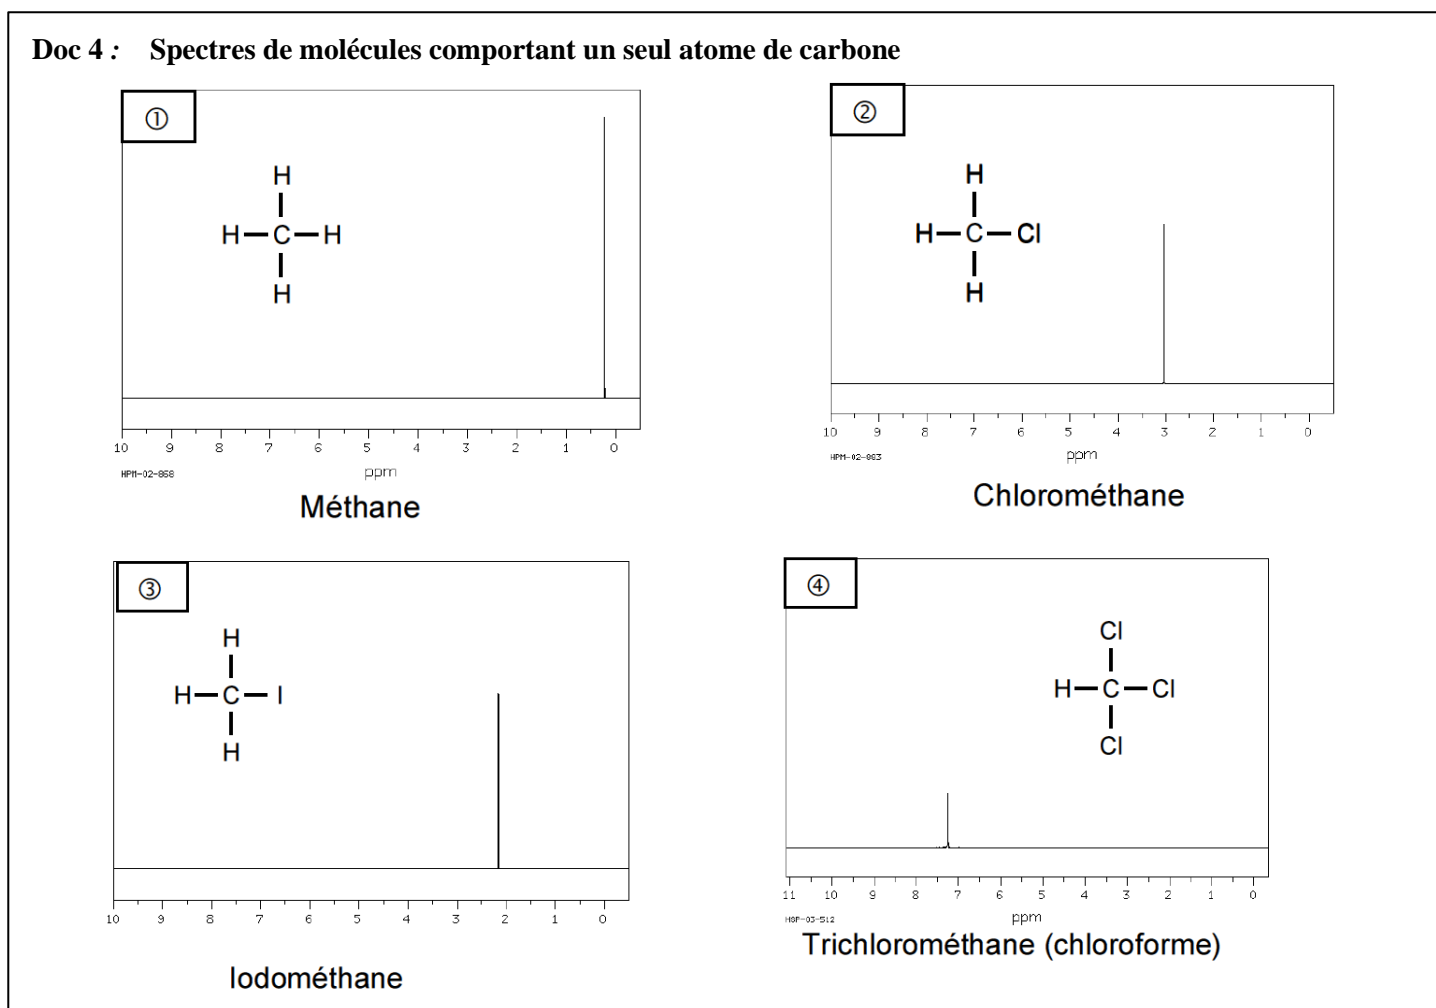 Doc 4 : Spectres de molécules comportant un seul atome de carbone
①
H
H C H
H
10 9 8 7 6 5 4 3 2 1 0
HPM-02-868
ppm
Méthane
②
H
H C Cl
H
10 9 8 7 6 5 4 3 2 1 0
HPM-02-883
ppm
Chlorométhane
③
H
H C I
H
10 9 8 7 6 5 4 3 2 1 0
Iodométhane
④
Cl
H C Cl
Cl
11 10 9 8 7 6 5 4 3 2 1 0
HSP-03-512
ppm
Trichlorométhane (chloroforme)